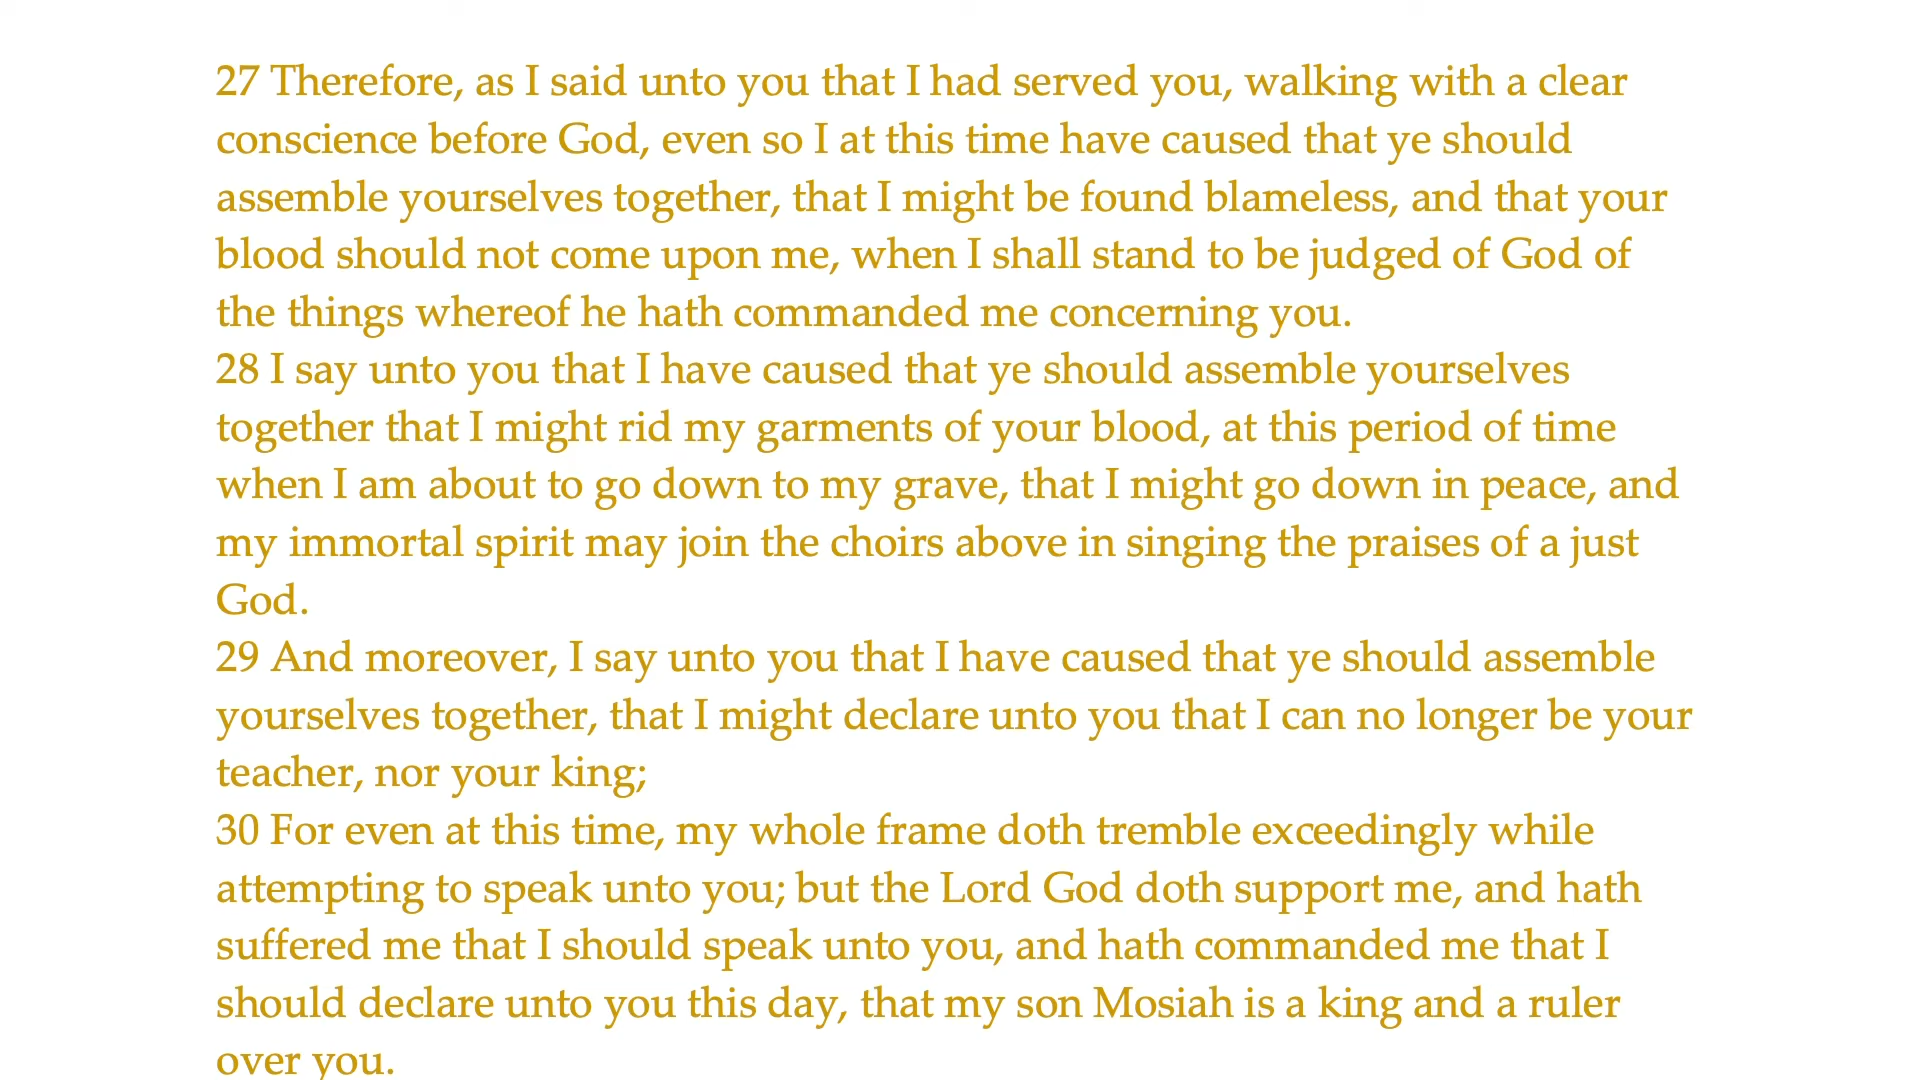 27 Therefore, as I said unto you that I had served you, walking with a clear
conscience before God, even so I at this time have caused that ye should
assemble yourselves together, that I might be found blameless, and that your
blood should not come upon me, when I shall stand to be judged of God of
the things whereof he hath commanded me concerning you.
28 I say unto you that I have caused that ye should assemble yourselves
together that I might rid my garments of your blood, at this period of time
when I am about to go down to my grave, that I might go down in peace, and
my immortal spirit may join the choirs above in singing the praises of a just
God.
29 And moreover, I say unto you that I have caused that ye should assemble
yourselves together, that I might declare unto you that I can no longer be your
teacher, nor your king;
30 For even at this time, my whole frame doth tremble exceedingly while
attempting to speak unto you; but the Lord God doth support me, and hath
suffered me that I should speak unto you, and hath commanded me that I
should declare unto you this day, that my son Mosiah is a king and a ruler
over you.